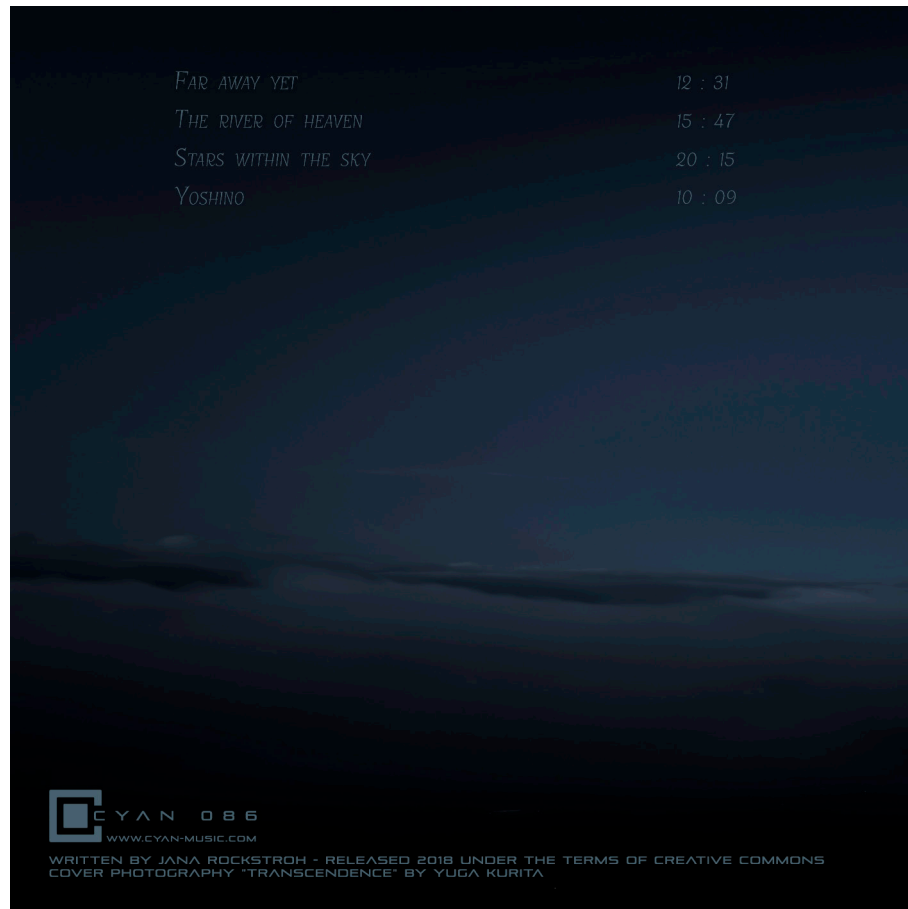 Far away yet 12 : 31
The river of heaven 15 : 47
Stars within the sky 20 : 15
Yoshino 10 : 09
CYAN 086
WWW.CYAN-MUSIC.COM
WRITTEN BY JANA ROCKSTROH - RELEASED 2018 UNDER THE TERMS OF CREATIVE COMMONS
COVER PHOTOGRAPHY "TRANSCENDENCE" BY YUGA KURITA